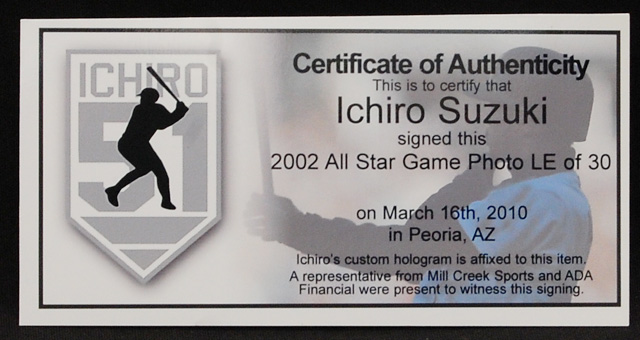 ICHIRO
51
Certificate of Authenticity
This is to certify that
Ichiro Suzuki
signed this
2002 All Star Game Photo LE of 30
on March 16th, 2010
in Peoria, AZ
Ichiro's custom hologram is affixed to this item.
A representative from Mill Creek Sports and ADA
Financial were present to witness this signing.